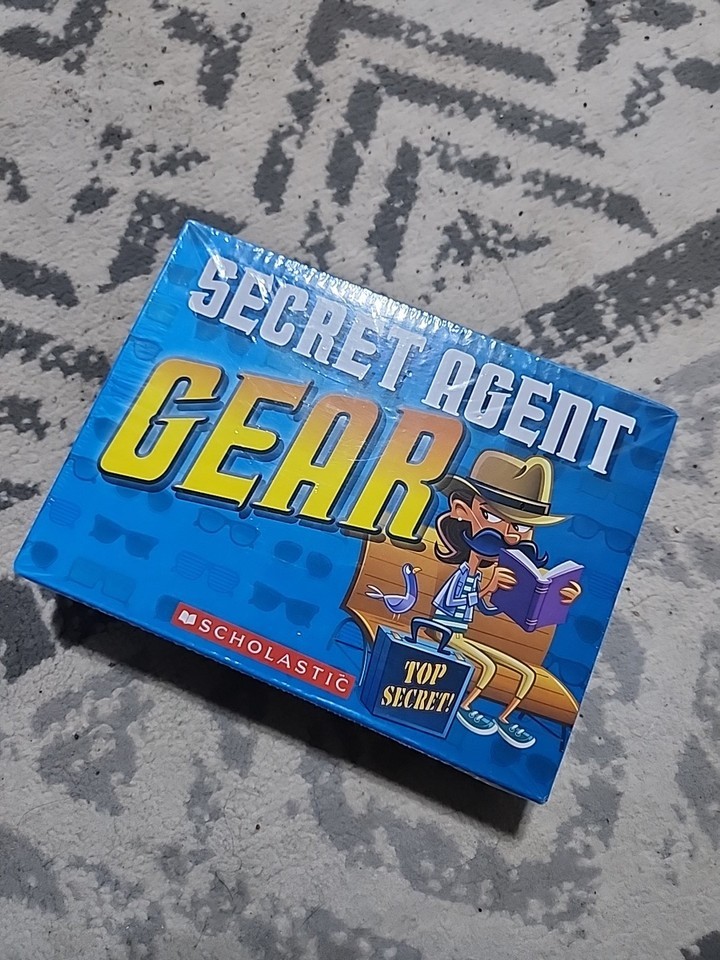 SECRET AGENT
GEAR
SCHOLASTIC
TOP
SECRET!